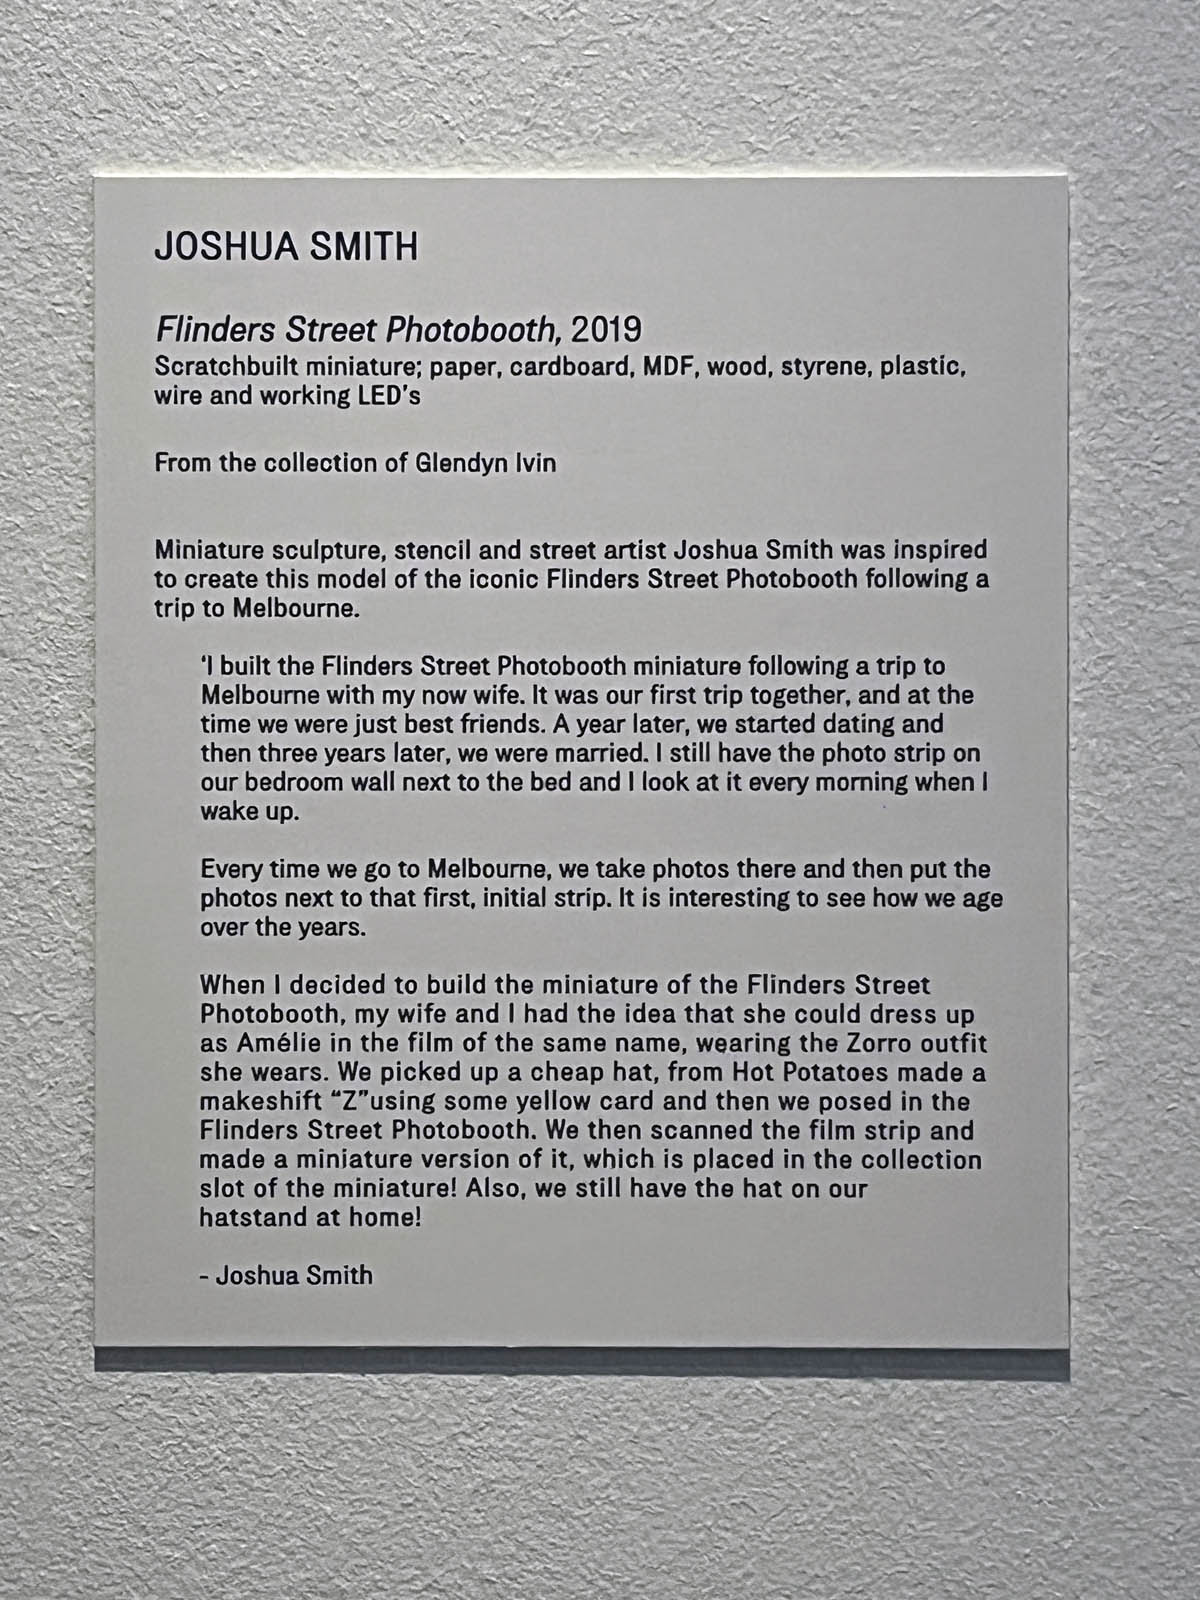 JOSHUA SMITH
Flinders Street Photobooth, 2019
Scratchbuilt miniature; paper, cardboard, MDF, wood, styrene, plastic,
wire and working LED's
From the collection of Glendyn Ivin
Miniature sculpture, stencil and street artist Joshua Smith was inspired
to create this model of the iconic Flinders Street Photobooth following a
trip to Melbourne.
‘I built the Flinders Street Photobooth miniature following a trip to
Melbourne with my now wife. It was our first trip together, and at the
time we were just best friends. A year later, we started dating and
then three years later, we were married. I still have the photo strip on
our bedroom wall next to the bed and I look at it every morning when I
wake up.
Every time we go to Melbourne, we take photos there and then put the
photos next to that first, initial strip. It is interesting to see how we age
over the years.
When I decided to build the miniature of the Flinders Street
Photobooth, my wife and I had the idea that she could dress up
as Amélie in the film of the same name, wearing the Zorro outfit
she wears. We picked up a cheap hat, from Hot Potatoes made a
makeshift “Z”using some yellow card and then we posed in the
Flinders Street Photobooth. We then scanned the film strip and
made a miniature version of it, which is placed in the collection
slot of the miniature! Also, we still have the hat on our
hatstand at home!
- Joshua Smith